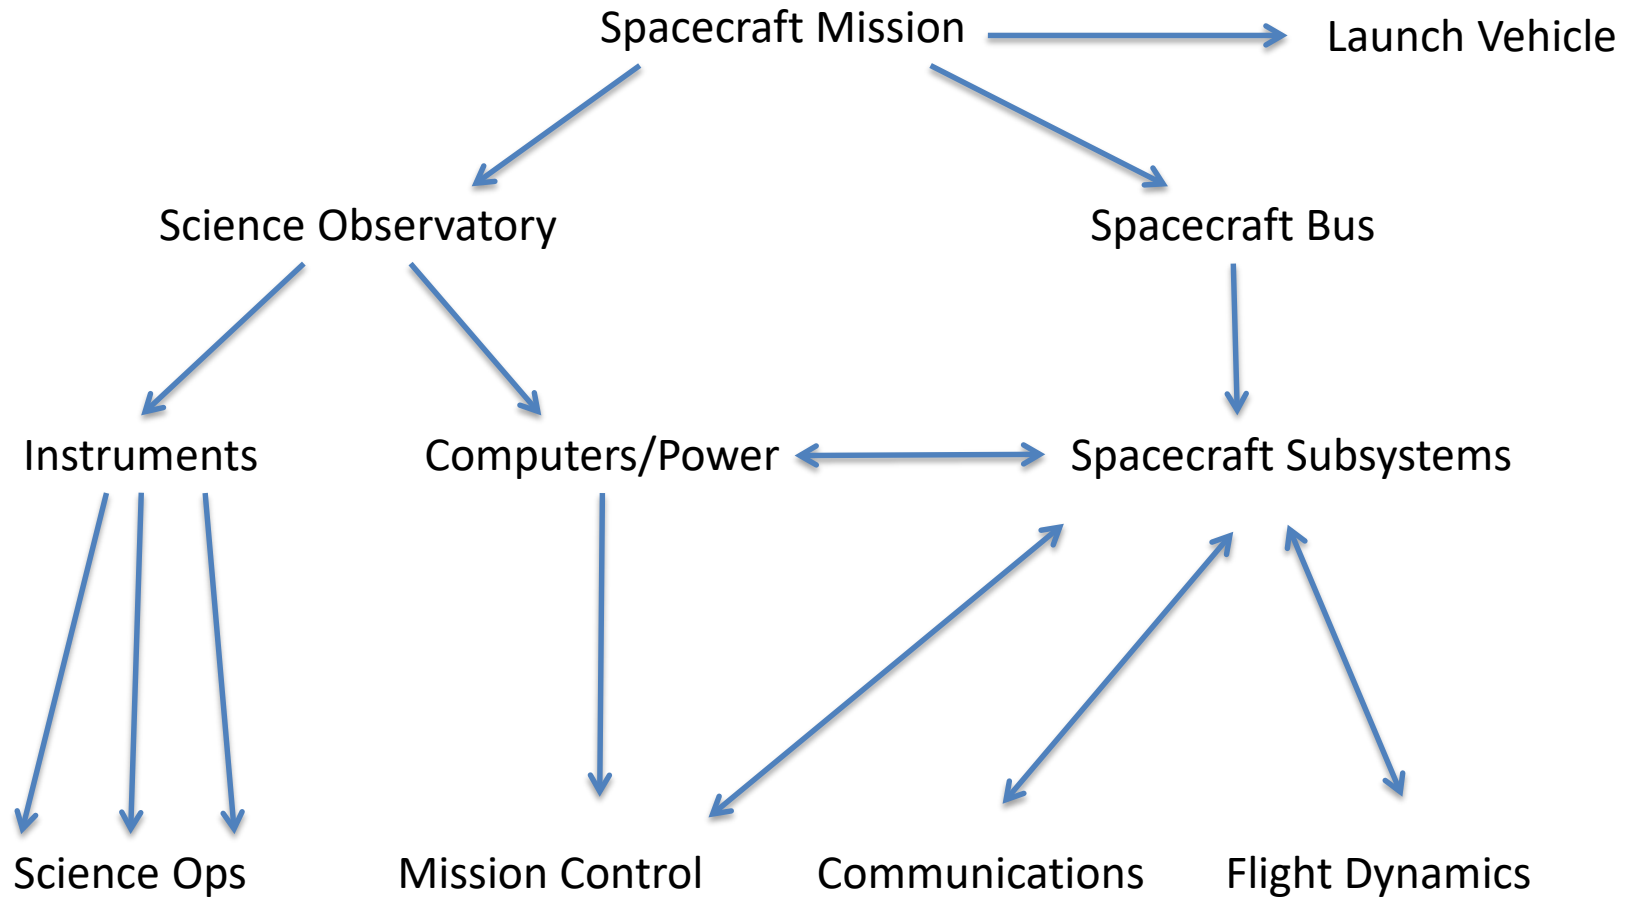 Spacecraft Mission
Launch Vehicle
Science Observatory
Spacecraft Bus
Instruments
Computers/Power
Spacecraft Subsystems
Science Ops
Mission Control
Communications
Flight Dynamics